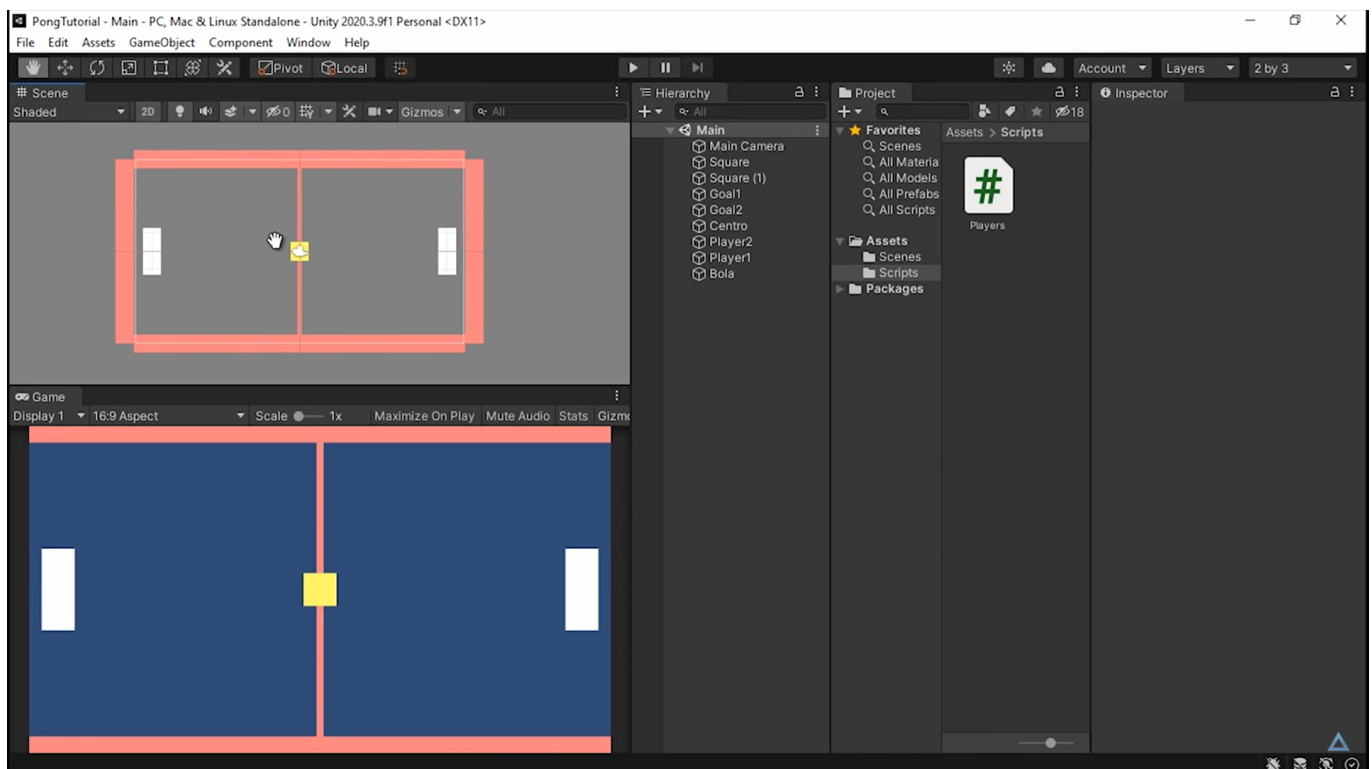 PongTutorial - Main - PC, Mac & Linux Standalone - Unity 2020.3.9f1 Personal <DX11>
File Edit Assets GameObject Component Window Help
Pivot Local Account Layers 2 by 3
Scene
Shaded 2D 0 Gizmos All
Game
Display 1 16:9 Aspect Scale 1x Maximize On Play Mute Audio Stats Gizmo
Hierarchy
All
Main
Main Camera
Square
Square (1)
Goal1
Goal2
Centro
Player2
Player1
Bola
Project
18
Favorites
Scenes
All Materia
All Models
All Prefabs
All Scripts
Assets
Scenes
Scripts
Packages
Assets > Scripts
#
Players
Inspector